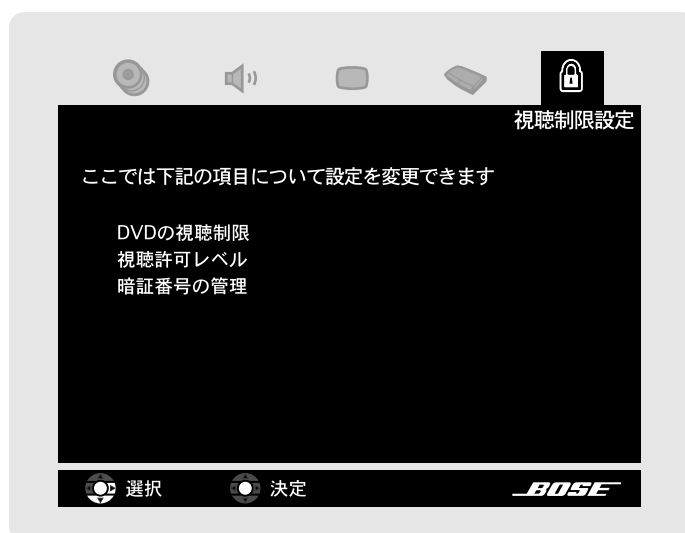 視聴制限設定
ここでは下記の項目について設定を変更できます
DVDの視聴制限
視聴許可レベル
暗証番号の管理
選択 決定 BOSE